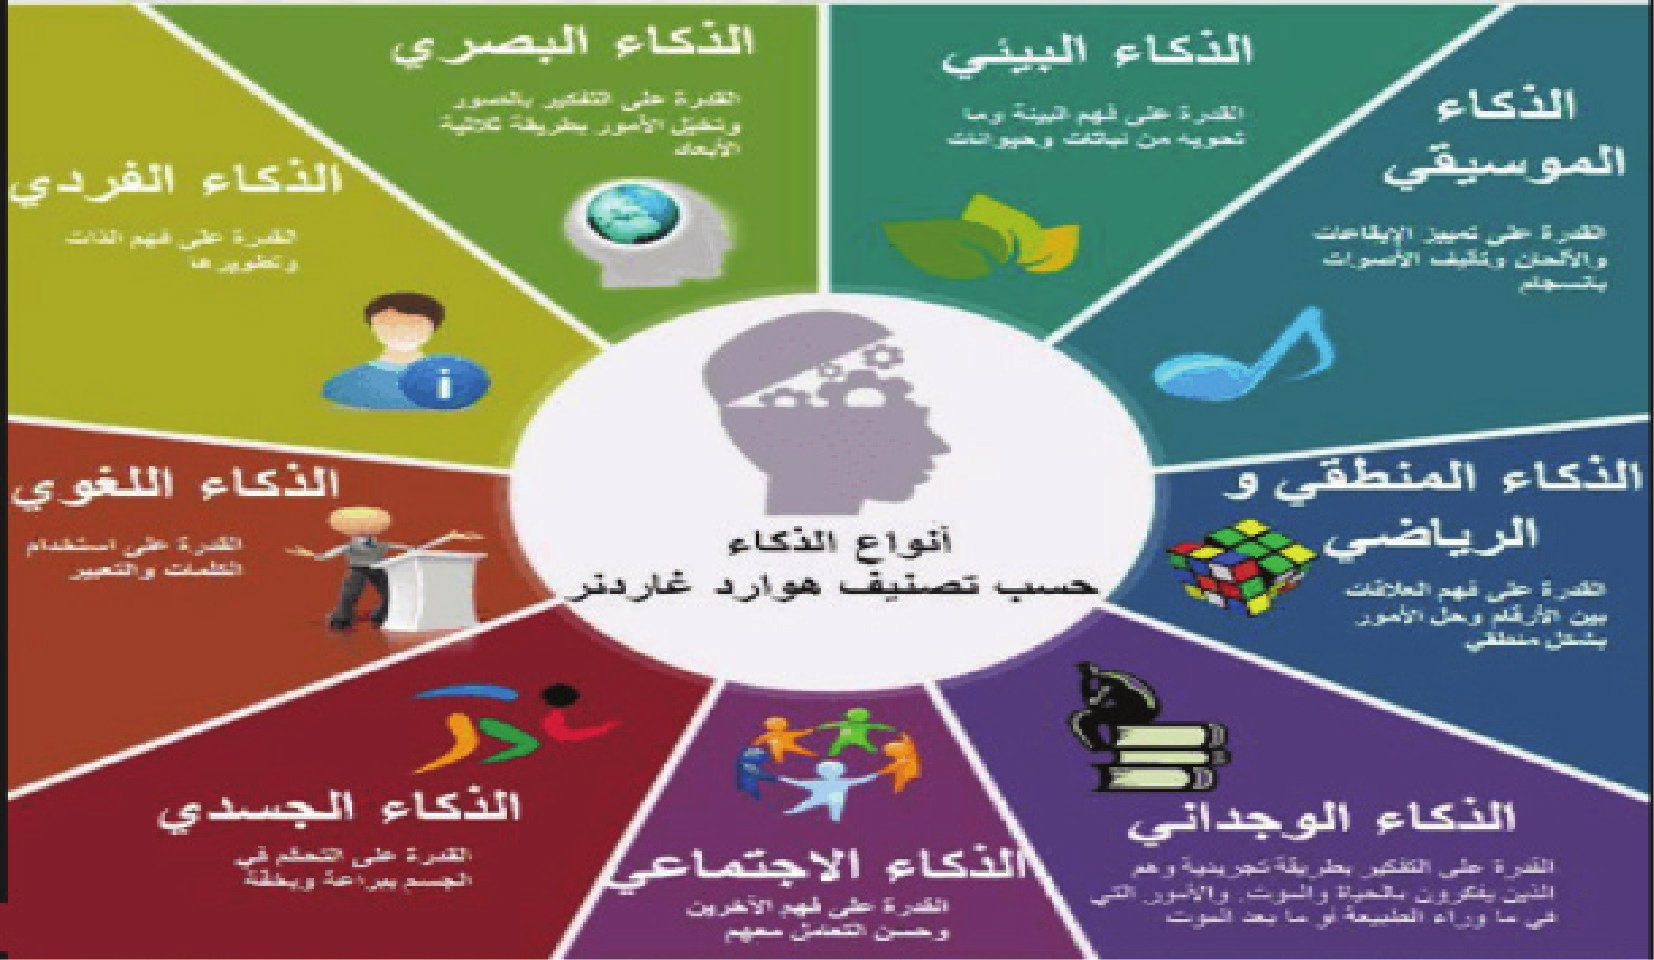 أنواع الذكاء
حسب تصنيف هوارد غاردنر
الذكاء البيئي
القدرة على فهم البيئة وما
تحويه من نباتات وحيوانات
الذكاء
الموسيقي
القدرة على تمييز الإيقاعات
والألحان وتأليف الأصوات
بانسجام
الذكاء المنطقي و
الرياضي
القدرة على فهم العلاقات
بين الأرقام وحل الأمور
بشكل منطقي
الذكاء الوجداني
القدرة على التفكير بطريقة تجريدية وهم
الذين يفكرون بالحياة والموت. والأمور التي
في ما وراء الطبيعة أو ما بعد الموت
الذكاء الاجتماعي
القدرة على فهم الآخرين
وحسن التعامل معهم
الذكاء الجسدي
القدرة على التحكم في
الجسم ببراعة وبخفة
الذكاء اللغوي
القدرة على استخدام
الكلمات والتعبير
الذكاء الفردي
القدرة على فهم الذات
وتطويرها
الذكاء البصري
القدرة على التفكير بالصور
وتخيّل الأمور بطريقة ثلاثية
الأبعاد
i